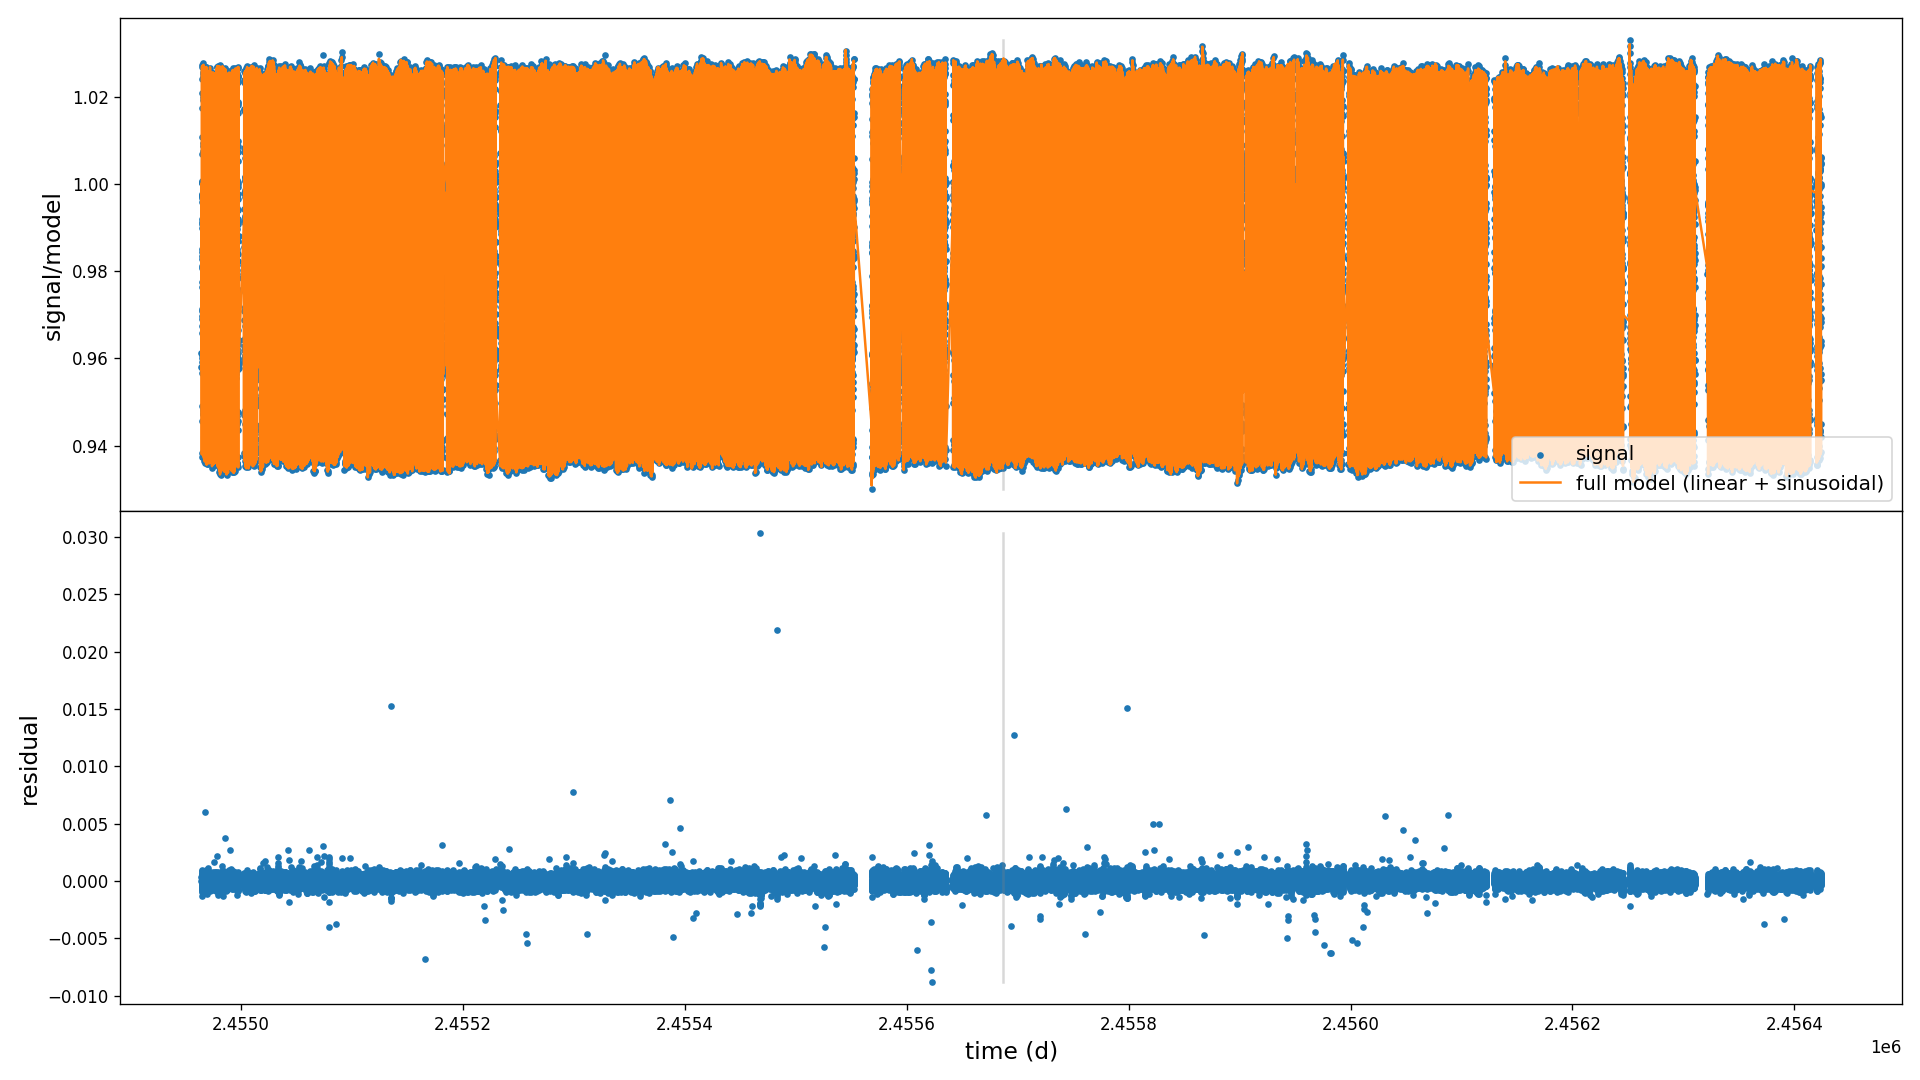 1.02
1.00
0.98
0.96
0.94
signal/model
signal
full model (linear + sinusoidal)
0.030
0.025
0.020
0.015
0.010
0.005
0.000
−0.005
−0.010
residual
2.4550 2.4552 2.4554 2.4556 2.4558 2.4560 2.4562 2.4564
1e6
time (d)